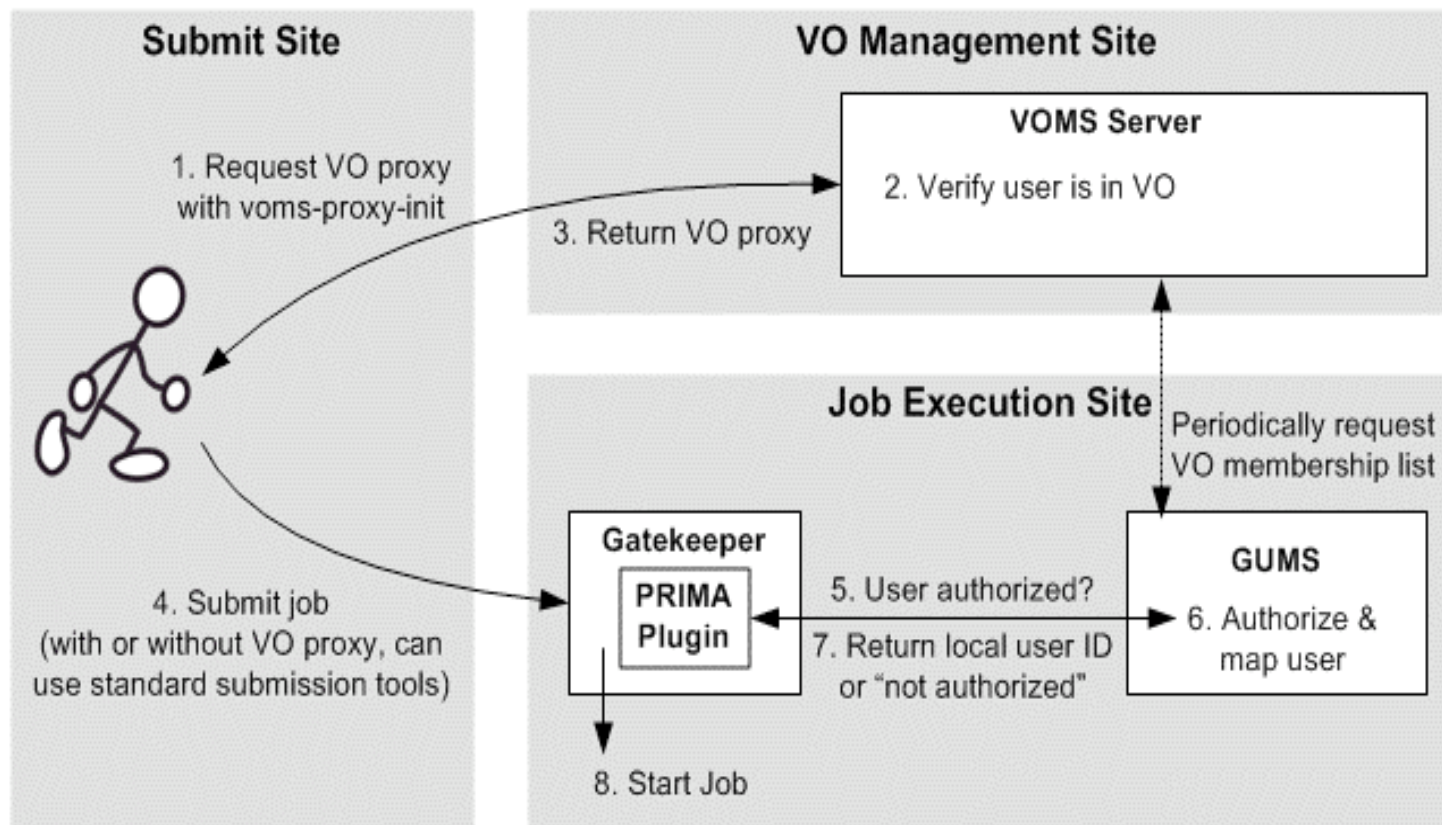 Submit Site
1. Request VO proxy
with voms-proxy-init
4. Submit job
(with or without VO proxy, can
use standard submission tools)
VO Management Site
VOMS Server
2. Verify user is in VO
3. Return VO proxy
Job Execution Site
Periodically request
VO membership list
Gatekeeper
PRIMA
Plugin
5. User authorized?
7. Return local user ID
or “not authorized”
GUMS
6. Authorize &
map user
8. Start Job